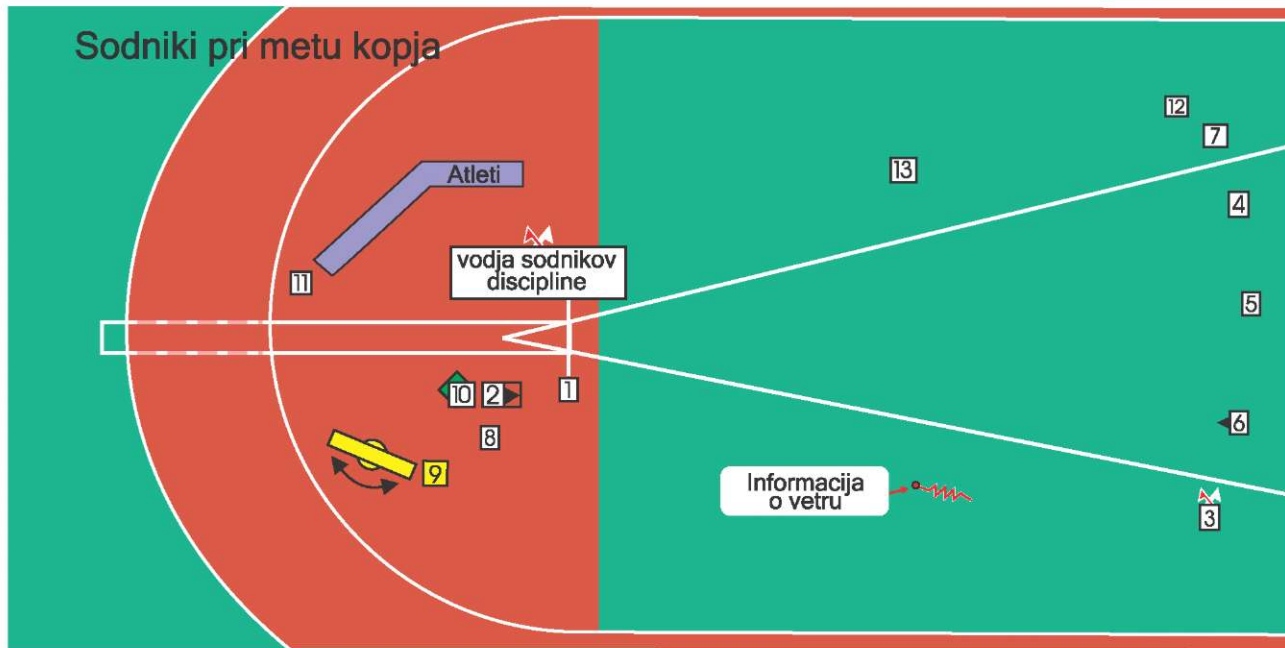 Sodniki pri metu kopja
12
7
13
Atleti
4
vodja sodnikov
discipline
11
5
10
2
1
6
8
9
Informacija
o vetru
3